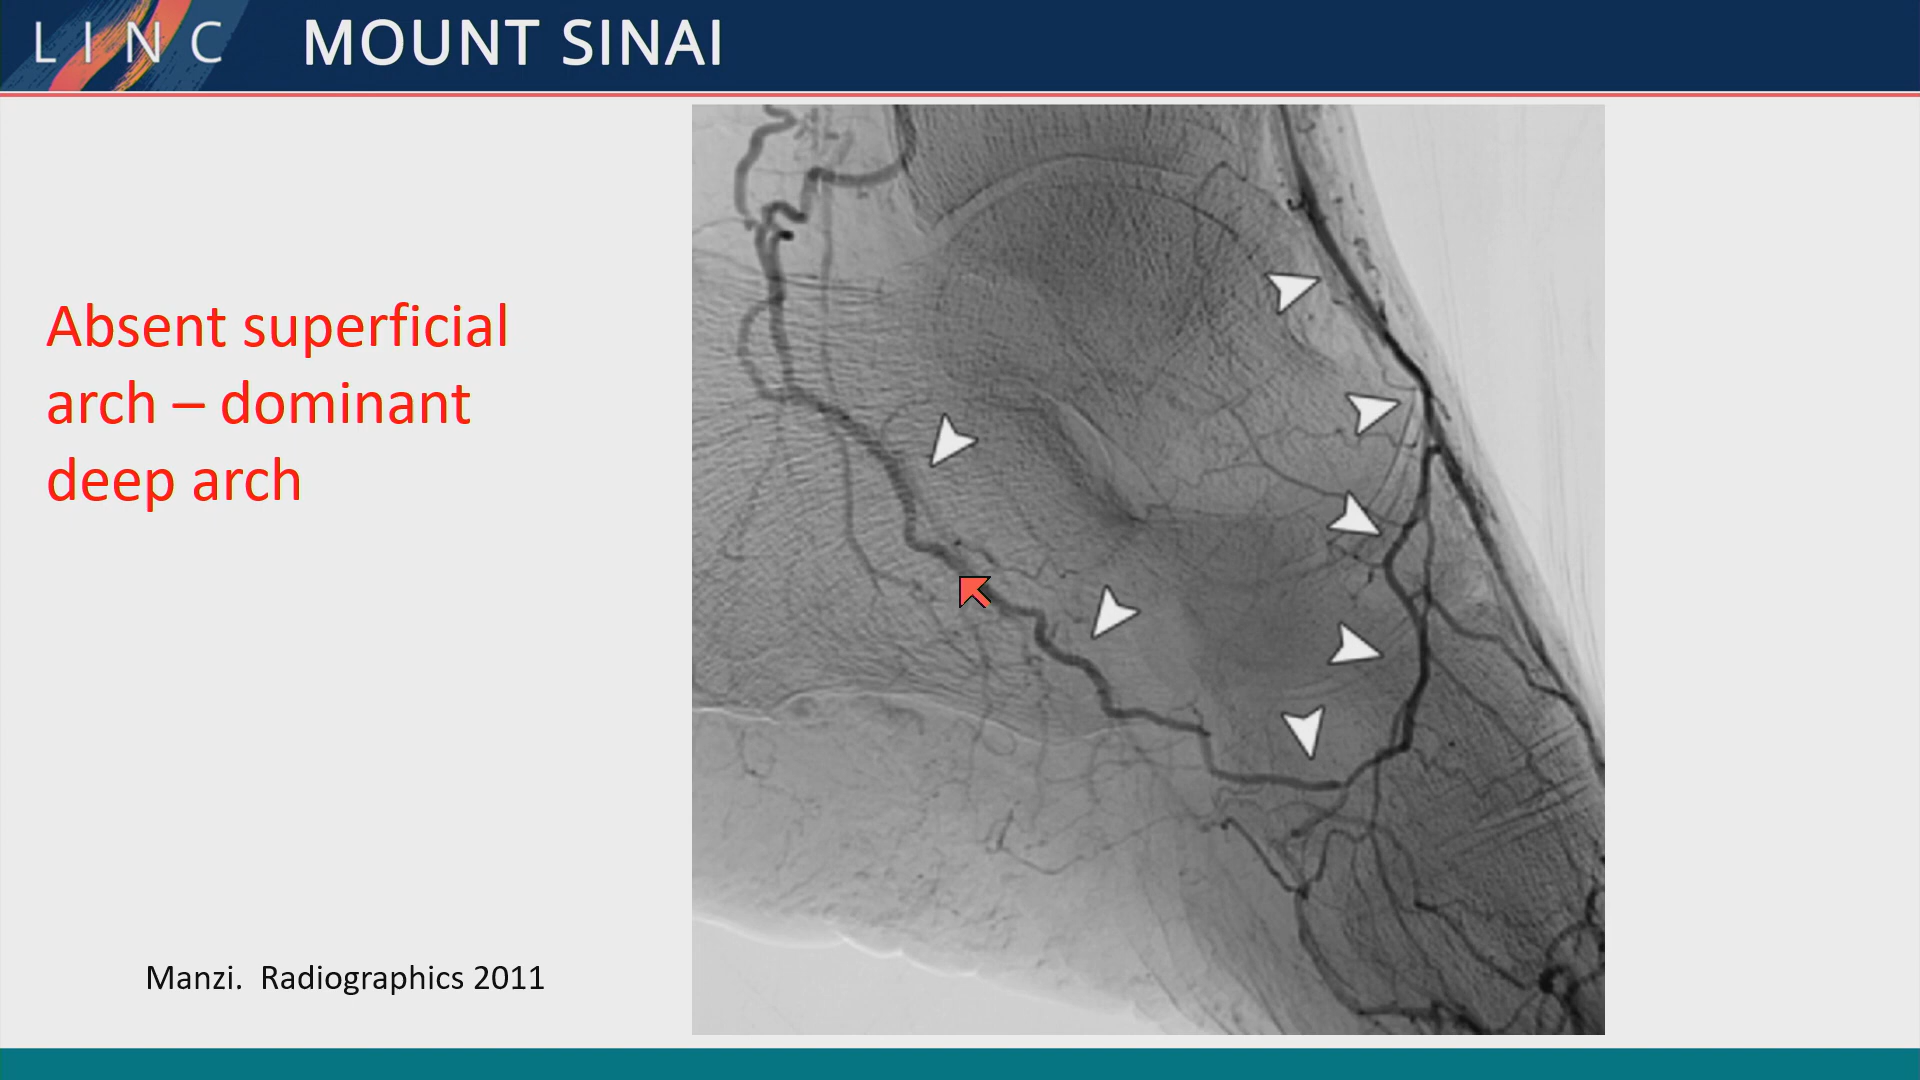 LINC MOUNT SINAI
Absent superficial
arch – dominant
deep arch
Manzi. Radiographics 2011